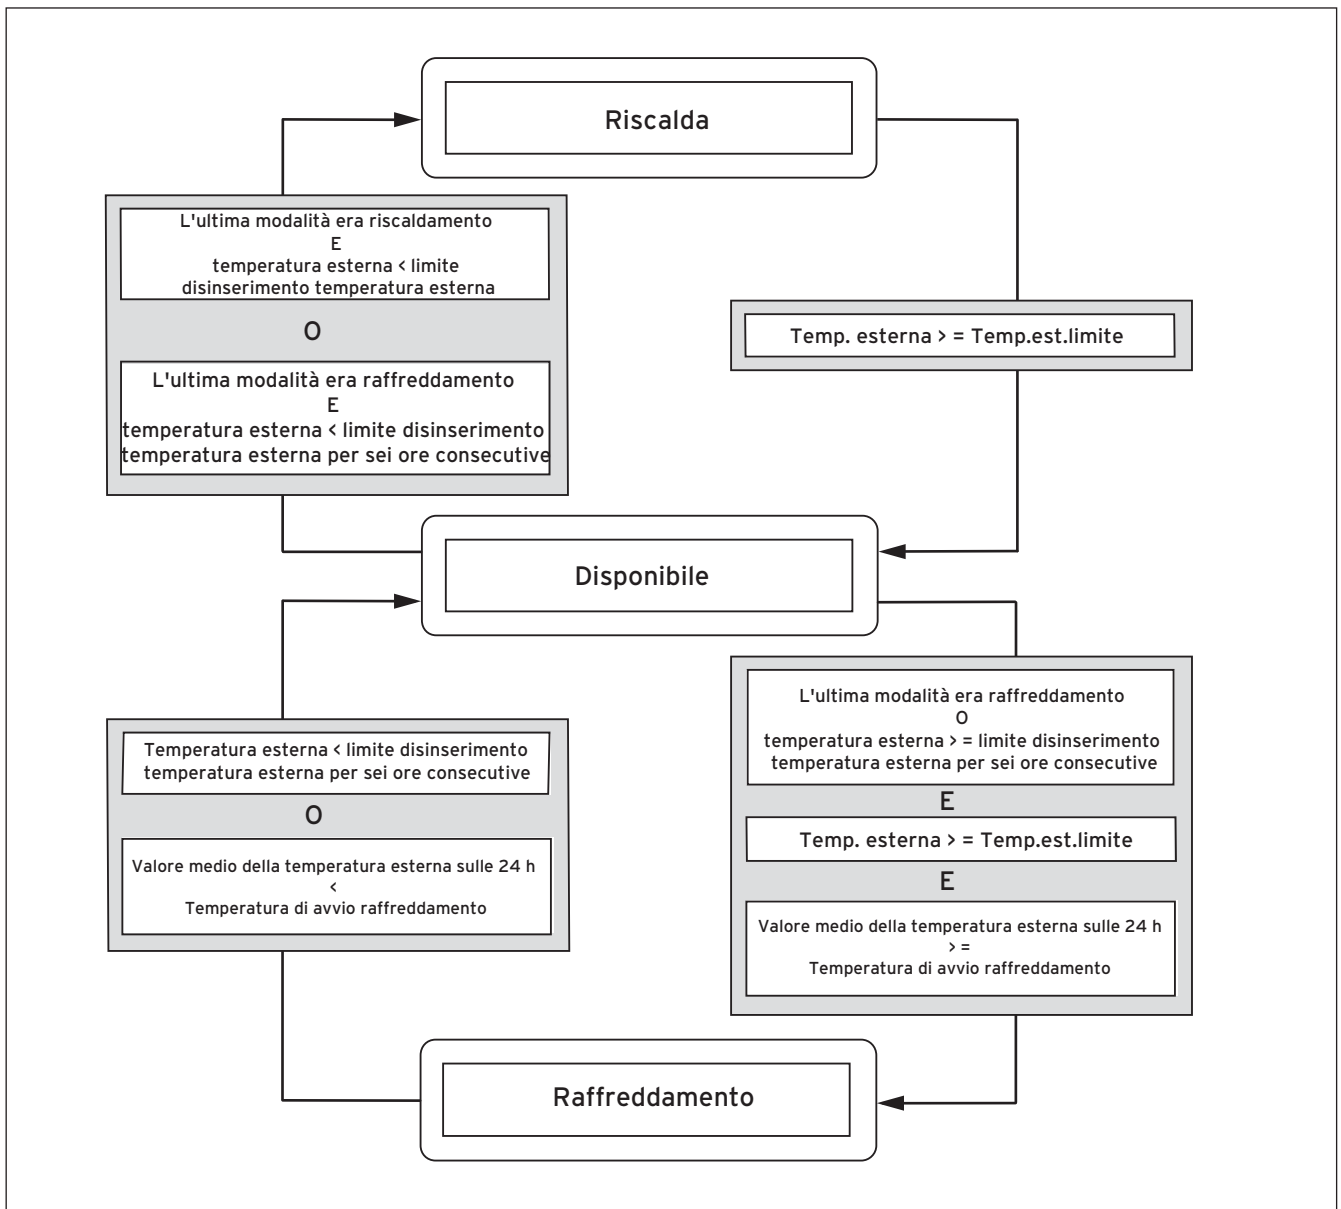 Riscalda
L'ultima modalità era riscaldamento
E
temperatura esterna < limite
disinserimento temperatura esterna
O
L'ultima modalità era raffreddamento
E
temperatura esterna < limite disinserimento
temperatura esterna per sei ore consecutive
Temp. esterna > = Temp.est.limite
Disponibile
Temperatura esterna < limite disinserimento
temperatura esterna per sei ore consecutive
O
Valore medio della temperatura esterna sulle 24 h
<
Temperatura di avvio raffreddamento
L'ultima modalità era raffreddamento
O
temperatura esterna > = limite disinserimento
temperatura esterna per sei ore consecutive
E
Temp. esterna > = Temp.est.limite
E
Valore medio della temperatura esterna sulle 24 h
> =
Temperatura di avvio raffreddamento
Raffreddamento